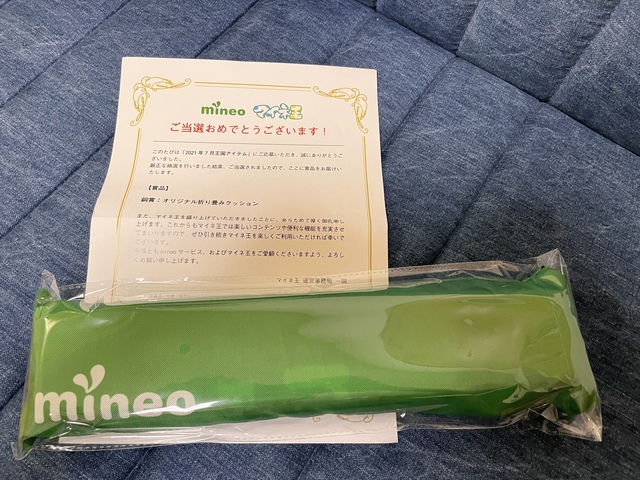 mineo マイネ王
ご当選おめでとうございます！
このたびは「2021年7月王国アイテム」にご応募いただき、誠にありがとうご
ざいました。
厳正な抽選を行いました結果、ご当選されましたので、ここに賞品をお届けい
たします。
【賞品】
銅賞：オリジナル折り畳みクッション
また、マイネ王を盛り上げていただきましたことに、あらためて厚く御礼申し
上げます。これからもマイネ王では楽しいコンテンツや便利な機能を充実させ
てまいりますので、ぜひ引き続きマイネ王を楽しくご利用いただければ幸いで
ございます。
今後ともmineoサービス、およびマイネ王をご愛顧くださいますよう、よろし
くお願い申し上げます。
マイネ王 運営事務局 一同
mineo